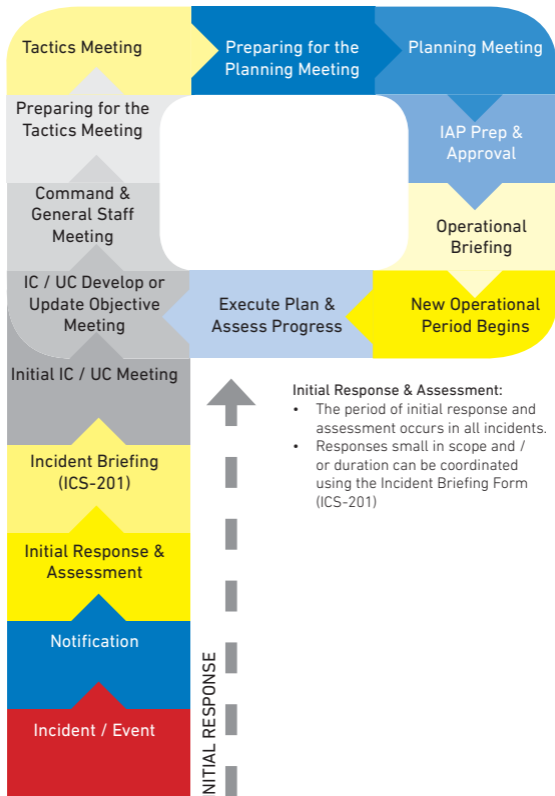 Tactics Meeting
Preparing for the
Planning Meeting
Planning Meeting
Preparing for the
Tactics Meeting
IAP Prep &
Approval
Command &
General Staff
Meeting
Operational
Briefing
IC / UC Develop or
Update Objective
Meeting
Execute Plan &
Assess Progress
New Operational
Period Begins
Initial IC / UC Meeting
Initial Response & Assessment:
• The period of initial response and
assessment occurs in all incidents.
• Responses small in scope and /
or duration can be coordinated
using the Incident Briefing Form
(ICS-201)
Incident Briefing
(ICS-201)
Initial Response &
Assessment
Notification
Incident / Event
INITIAL RESPONSE